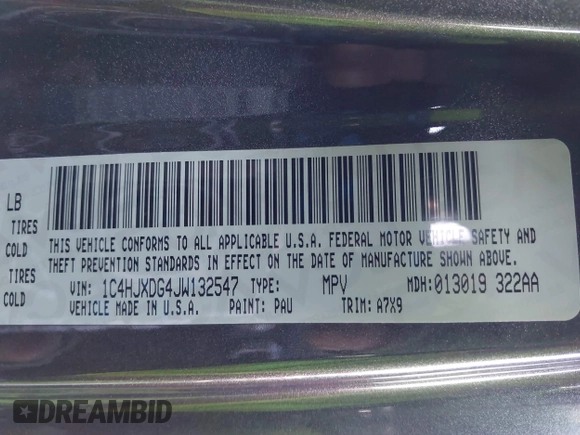 LB
TIRES
COLD
TIRES
COLD
THIS VEHICLE CONFORMS TO ALL APPLICABLE U.S.A. FEDERAL MOTOR VEHICLE SAFETY AND
THEFT PREVENTION STANDARDS IN EFFECT ON THE DATE OF MANUFACTURE SHOWN ABOVE.
VIN: 1C4HJXDG4JW132547 TYPE: MPV MDH: 013019 322AA
VEHICLE MADE IN U.S.A. PAINT: PAU TRIM: A7X9
DREAMBID